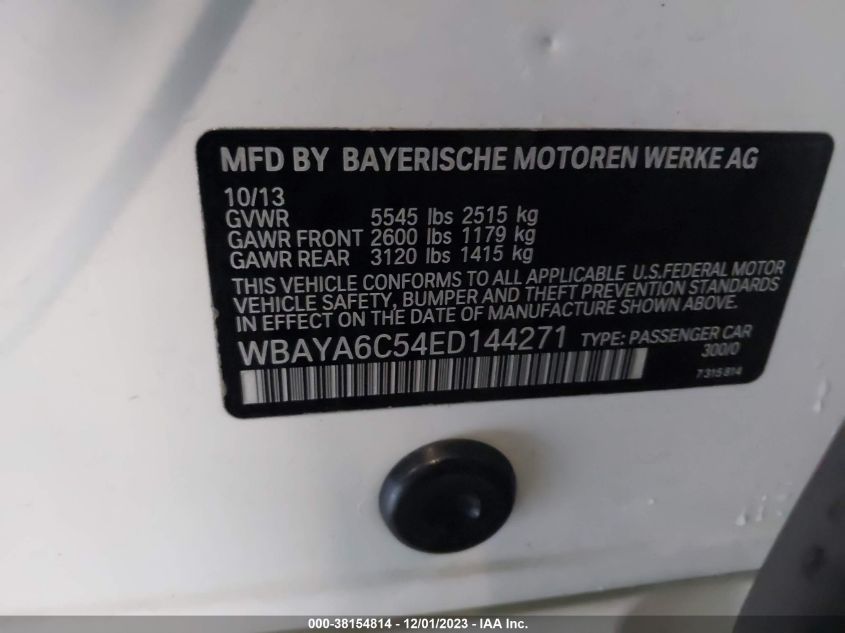 MFD BY BAYERISCHE MOTOREN WERKE AG
10/13
GVWR 5545 lbs 2515 kg
GAWR FRONT 2600 lbs 1179 kg
GAWR REAR 3120 lbs 1415 kg
THIS VEHICLE CONFORMS TO ALL APPLICABLE U.S.FEDERAL MOTOR
VEHICLE SAFETY, BUMPER AND THEFT PREVENTION STANDARDS
IN EFFECT ON THE DATE OF MANUFACTURE SHOWN ABOVE.
WBAYA6C54ED144271 TYPE: PASSENGER CAR
300/0
7315814
000-38154814 - 12/01/2023 - IAA Inc.